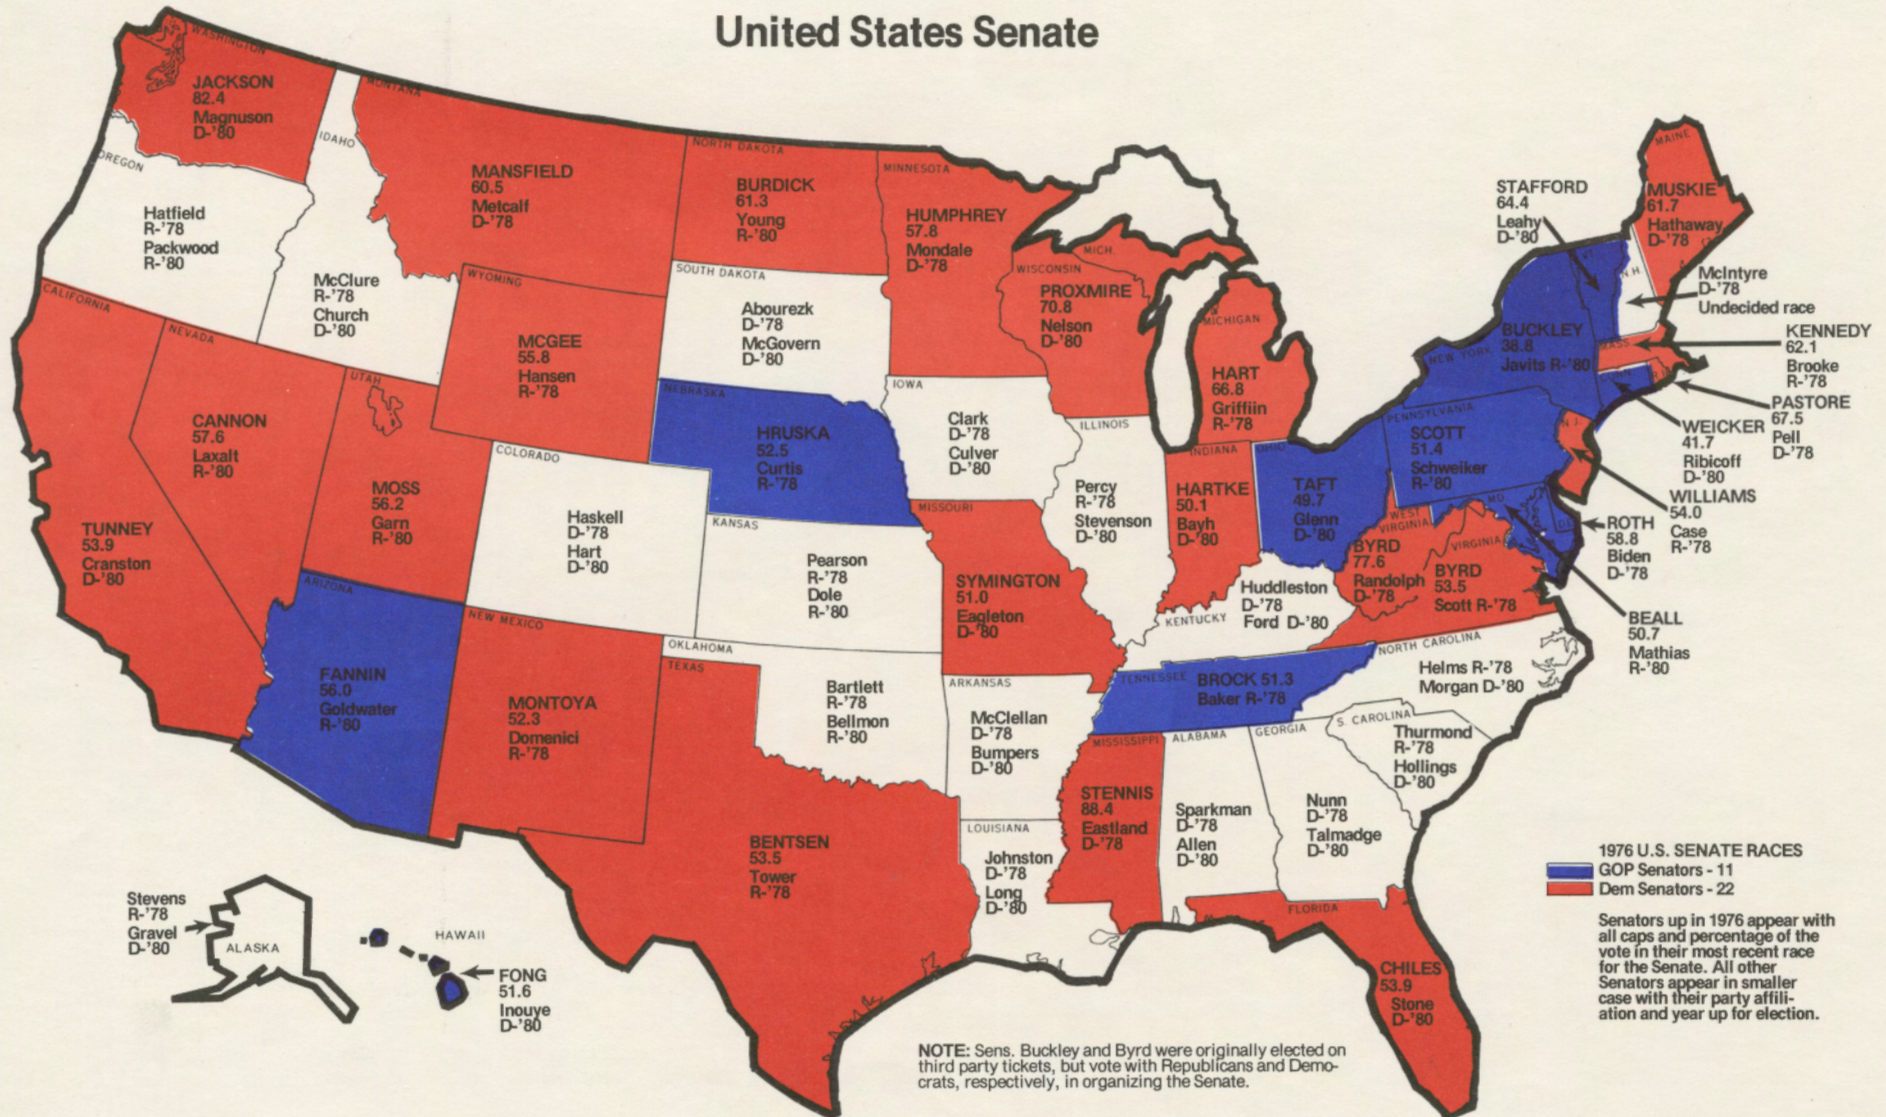 United States Senate
WASHINGTON
JACKSON
82.4
Magnuson
D-'80
OREGON
Hatfield
R-'78
Packwood
R-'80
IDAHO
McClure
R-'78
Church
D-'80
MONTANA
MANSFIELD
60.5
Metcalf
D-'78
NORTH DAKOTA
BURDICK
61.3
Young
R-'80
MINNESOTA
HUMPHREY
57.8
Mondale
D-'78
SOUTH DAKOTA
Abourezk
D-'78
McGovern
D-'80
WYOMING
MCGEE
55.8
Hansen
R-'78
CALIFORNIA
TUNNEY
53.9
Cranston
D-'80
NEVADA
CANNON
57.6
Laxalt
R-'80
UTAH
MOSS
56.2
Garn
R-'80
COLORADO
Haskell
D-'78
Hart
D-'80
NEBRASKA
HRUSKA
52.5
Curtis
R-'78
KANSAS
Pearson
R-'78
Dole
R-'80
IOWA
Clark
D-'78
Culver
D-'80
WISCONSIN
PROXMIRE
70.8
Nelson
D-'80
MICH.
MICHIGAN
HART
66.8
Griffiin
R-'78
ILLINOIS
Percy
R-'78
Stevenson
D-'80
INDIANA
HARTKE
50.1
Bayh
D-'80
OHIO
TAFT
49.7
Glenn
D-'80
MISSOURI
SYMINGTON
51.0
Eagleton
D-'80
KENTUCKY
Huddleston
D-'78
Ford D-'80
WEST
VIRGINIA
BYRD
77.6
Randolph
D-'78
VIRGINIA
BYRD
53.5
Scott R-'78
PENNSYLVANIA
SCOTT
51.4
Schweiker
R-'80
NEW YORK
BUCKLEY
38.8
Javits R-'80
VT.
STAFFORD
64.4
Leahy
D-'80
MAINE
MUSKIE
61.7
Hathaway
D-'78
N.H.
McIntyre
D-'78
Undecided race
MASS.
KENNEDY
62.1
Brooke
R-'78
PASTORE
67.5
Pell
D-'78
WEICKER
41.7
Ribicoff
D-'80
N.J.
WILLIAMS
54.0
Case
R-'78
ROTH
58.8
Biden
D-'78
MD.
BEALL
50.7
Mathias
R-'80
ARIZONA
FANNIN
56.0
Goldwater
R-'80
NEW MEXICO
MONTOYA
52.3
Domenici
R-'78
OKLAHOMA
Bartlett
R-'78
Bellmon
R-'80
TEXAS
BENTSEN
53.5
Tower
R-'78
ARKANSAS
McClellan
D-'78
Bumpers
D-'80
LOUISIANA
Johnston
D-'78
Long
D-'80
TENNESSEE
BROCK 51.3
Baker R-'78
NORTH CAROLINA
Helms R-'78
Morgan D-'80
S. CAROLINA
Thurmond
R-'78
Hollings
D-'80
MISSISSIPPI
STENNIS
88.4
Eastland
D-'78
ALABAMA
Sparkman
D-'78
Allen
D-'80
GEORGIA
Nunn
D-'78
Talmadge
D-'80
FLORIDA
CHILES
53.9
Stone
D-'80
Stevens
R-'78
Gravel
D-'80
ALASKA
HAWAII
FONG
51.6
Inouye
D-'80
1976 U.S. SENATE RACES
GOP Senators - 11
Dem Senators - 22
Senators up in 1976 appear with
all caps and percentage of the
vote in their most recent race
for the Senate. All other
Senators appear in smaller
case with their party affili-
ation and year up for election.
NOTE: Sens. Buckley and Byrd were originally elected on
third party tickets, but vote with Republicans and Demo-
crats, respectively, in organizing the Senate.